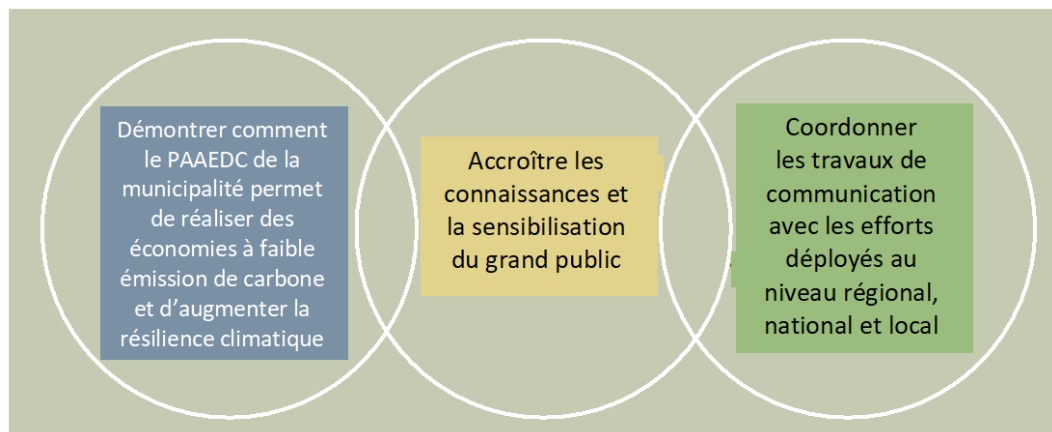 Démontrer comment
le PAAEDC de la
municipalité permet
de réaliser des
économies à faible
émission de carbone
et d’augmenter la
résilience climatique
Accroître les
connaissances et
la sensibilisation
du grand public
Coordonner
les travaux de
communication
avec les efforts
déployés au
niveau régional,
national et local